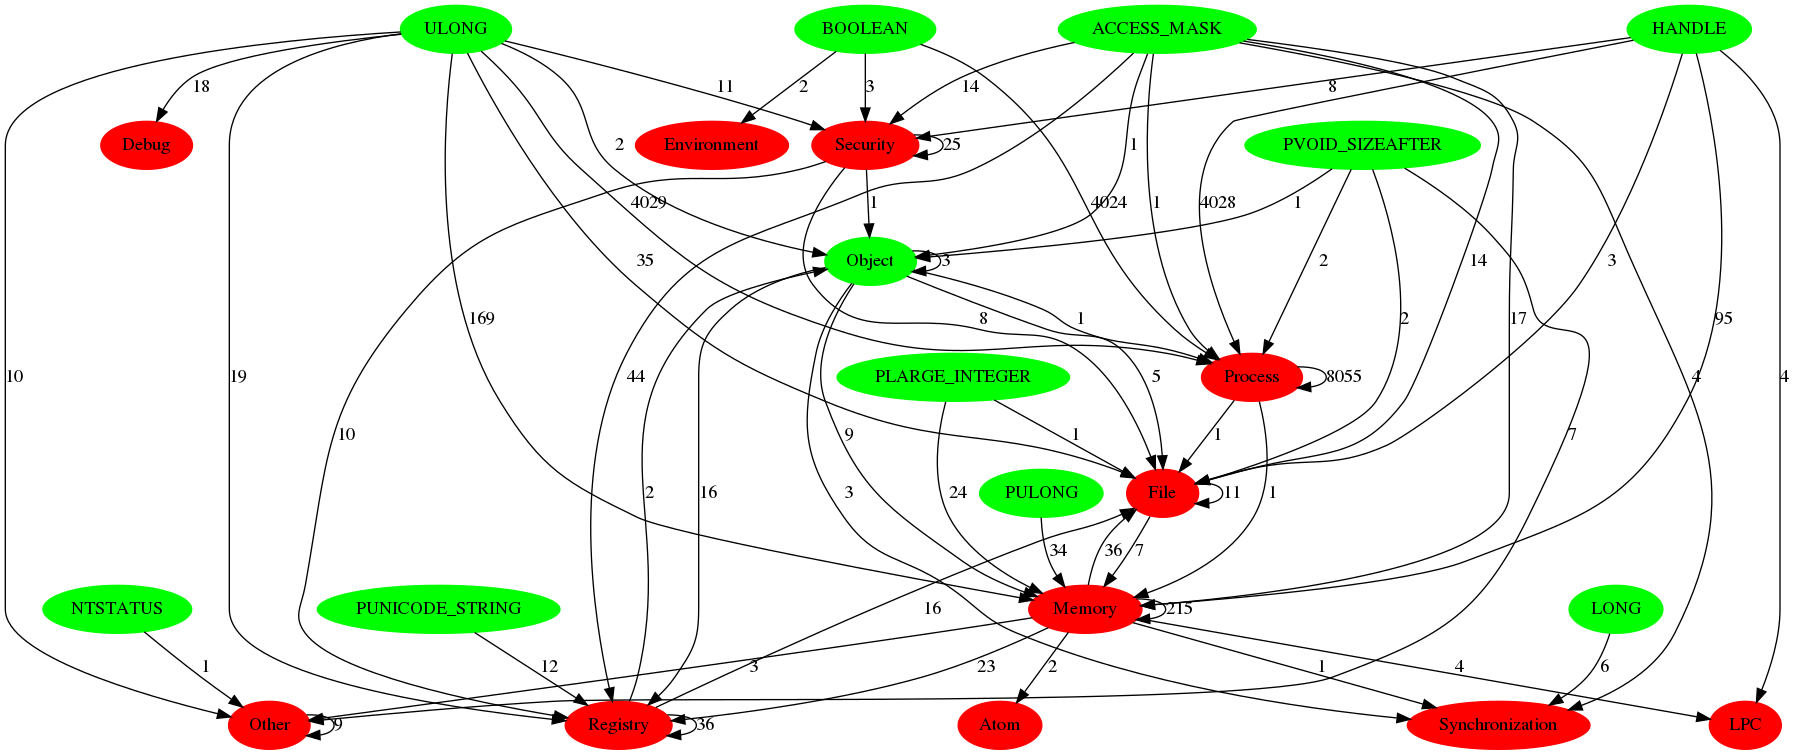 ULONG
BOOLEAN
ACCESS_MASK
HANDLE
18
11
2
3
14
8
Debug
Environment
Security
25
PVOID_SIZEAFTER
2
1
1
4029
1
4024
1
4028
1
35
Object
3
2
14
3
169
8
1
2
17
95
10
19
44
PLARGE_INTEGER
5
Process
8055
4
4
10
9
1
1
7
2
16
24
PULONG
3
File
11
1
34
36
7
NTSTATUS
PUNICODE_STRING
16
Memory
215
LONG
1
12
3
23
2
1
4
6
Other
9
Registry
36
Atom
Synchronization
LPC